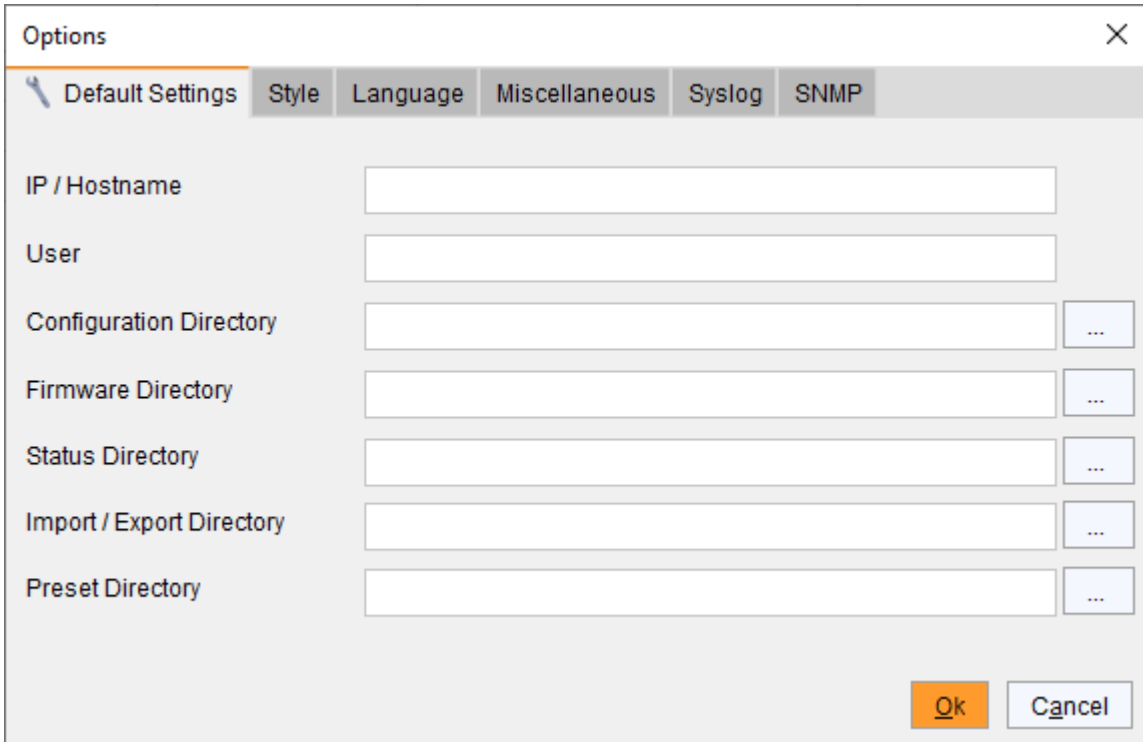 Options
Default Settings Style Language Miscellaneous Syslog SNMP
IP / Hostname
User
Configuration Directory ...
Firmware Directory ...
Status Directory ...
Import / Export Directory ...
Preset Directory ...
Ok Cancel